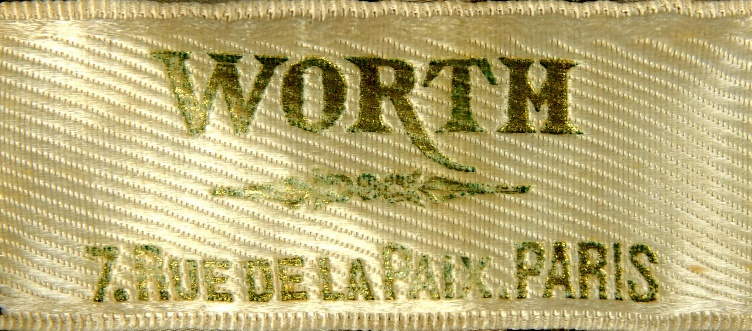 WORTH
7. RUE DE LA PAIX. PARIS